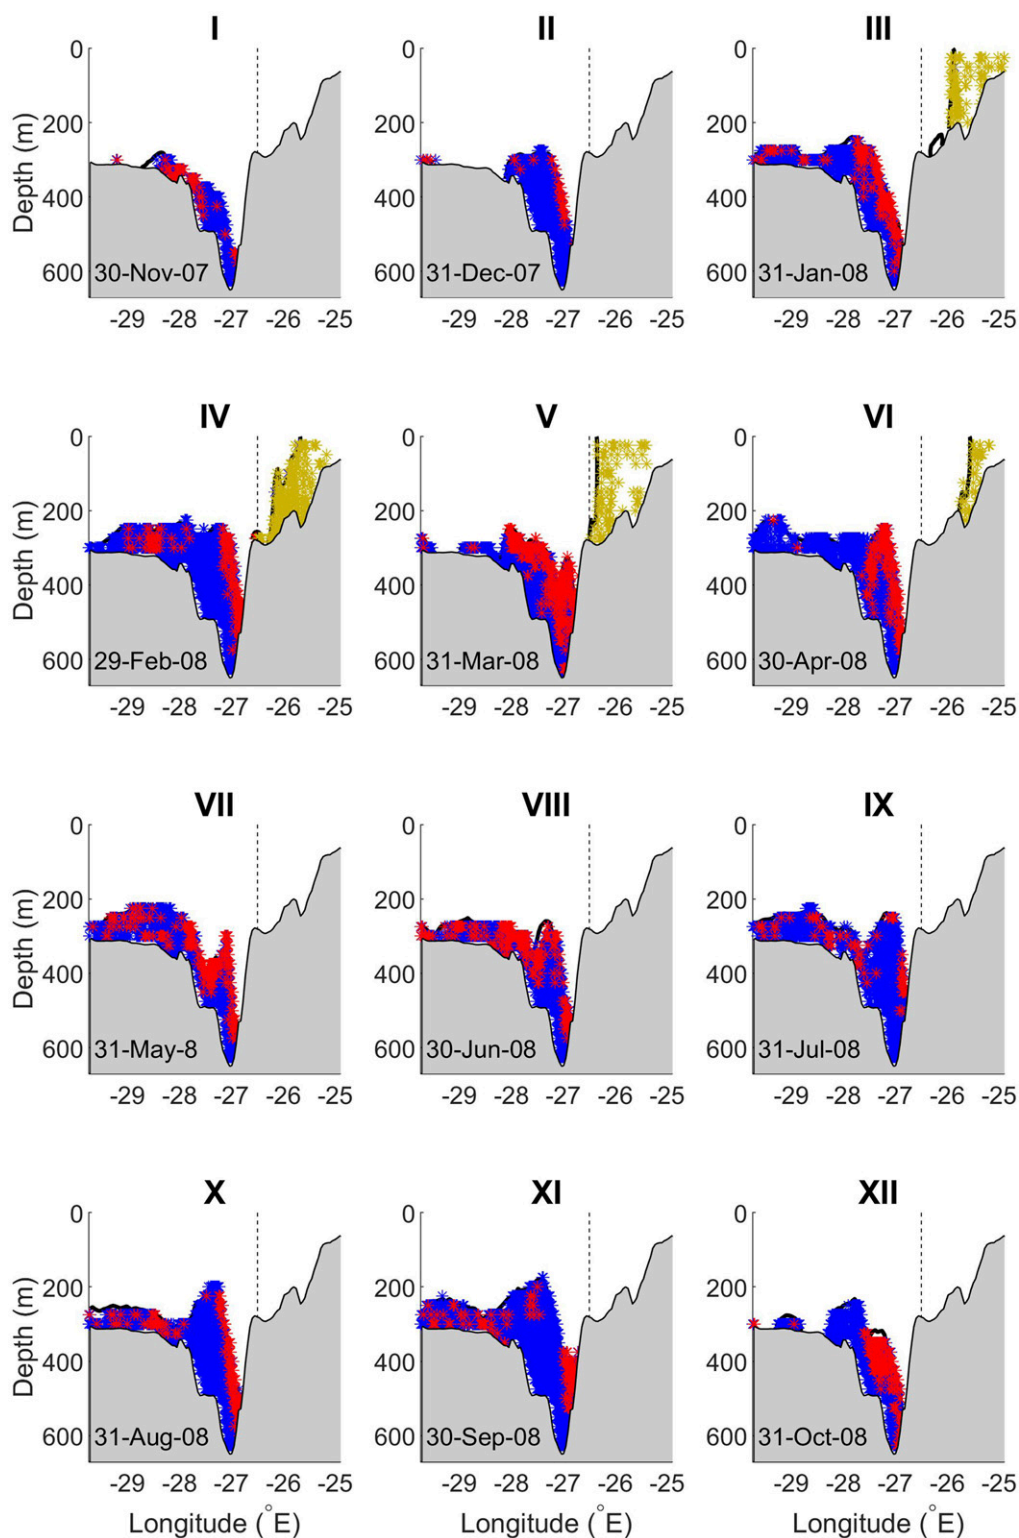 I II III
0 0 0
200 200 200
400 400 400
600 600 600
Depth (m)
30-Nov-07 31-Dec-07 31-Jan-08
-29 -28 -27 -26 -25 -29 -28 -27 -26 -25 -29 -28 -27 -26 -25
IV V VI
0 0 0
200 200 200
400 400 400
600 600 600
Depth (m)
29-Feb-08 31-Mar-08 30-Apr-08
-29 -28 -27 -26 -25 -29 -28 -27 -26 -25 -29 -28 -27 -26 -25
VII VIII IX
0 0 0
200 200 200
400 400 400
600 600 600
Depth (m)
31-May-8 30-Jun-08 31-Jul-08
-29 -28 -27 -26 -25 -29 -28 -27 -26 -25 -29 -28 -27 -26 -25
X XI XII
0 0 0
200 200 200
400 400 400
600 600 600
Depth (m)
31-Aug-08 30-Sep-08 31-Oct-08
-29 -28 -27 -26 -25 -29 -28 -27 -26 -25 -29 -28 -27 -26 -25
Longitude (°E) Longitude (°E) Longitude (°E)